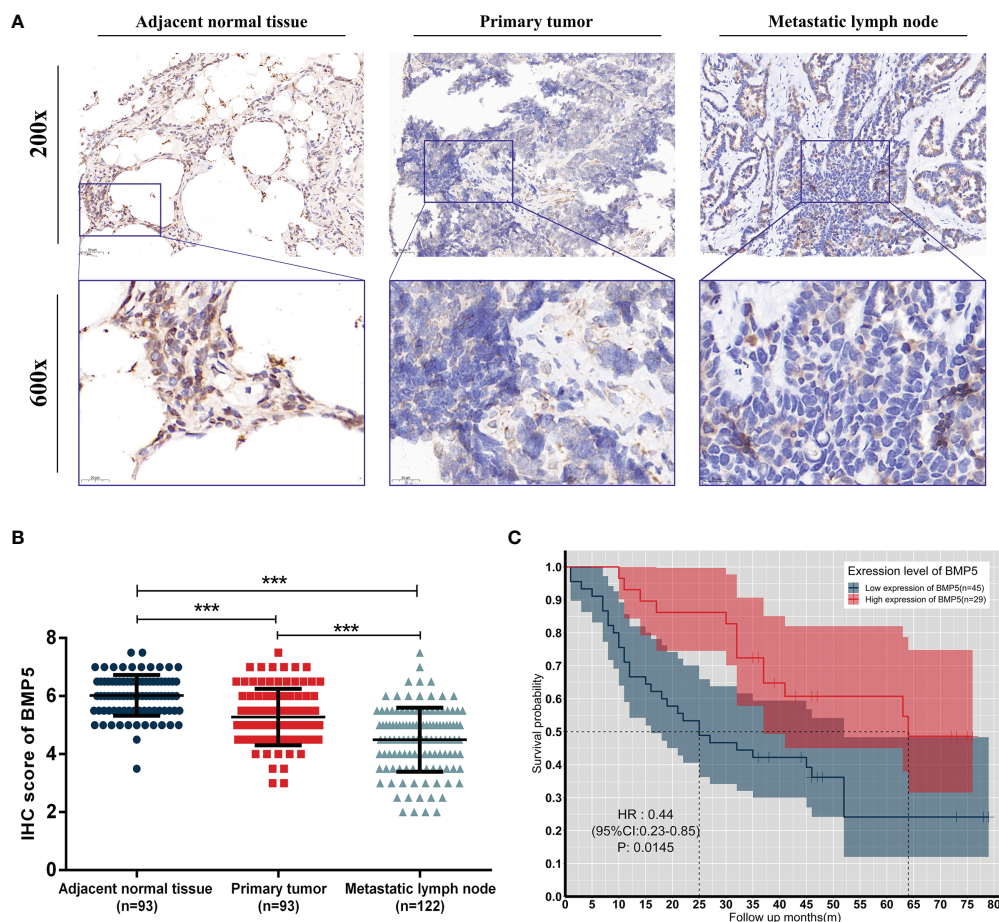 A
Adjacent normal tissue
Primary tumor
Metastatic lymph node
200x
600x
B
***
***
***
IHC score of BMP5
8
6
4
2
0
Adjacent normal tissue
(n=93)
Primary tumor
(n=93)
Metastatic lymph node
(n=122)
C
Exression level of BMP5
Low expression of BMP5(n=45)
High expression of BMP5(n=29)
Survival probability
1.0
0.9
0.8
0.7
0.6
0.5
0.4
0.3
0.2
0.1
0.0
HR : 0.44
(95%CI:0.23-0.85)
P: 0.0145
0 5 10 15 20 25 30 35 40 45 50 55 60 65 70 75 80
Follow up months(m)